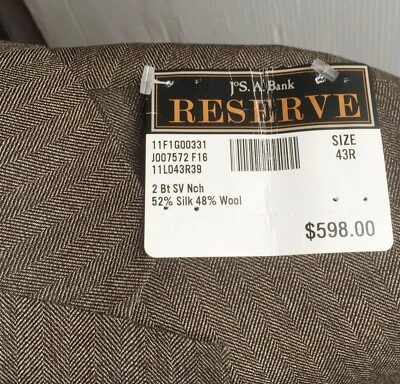 JoS. A. Bank
RESERVE
11F1G00331
J007572 F16
11L043R39
SIZE
43R
2 Bt SV Nch
52% Silk 48% Wool
$598.00